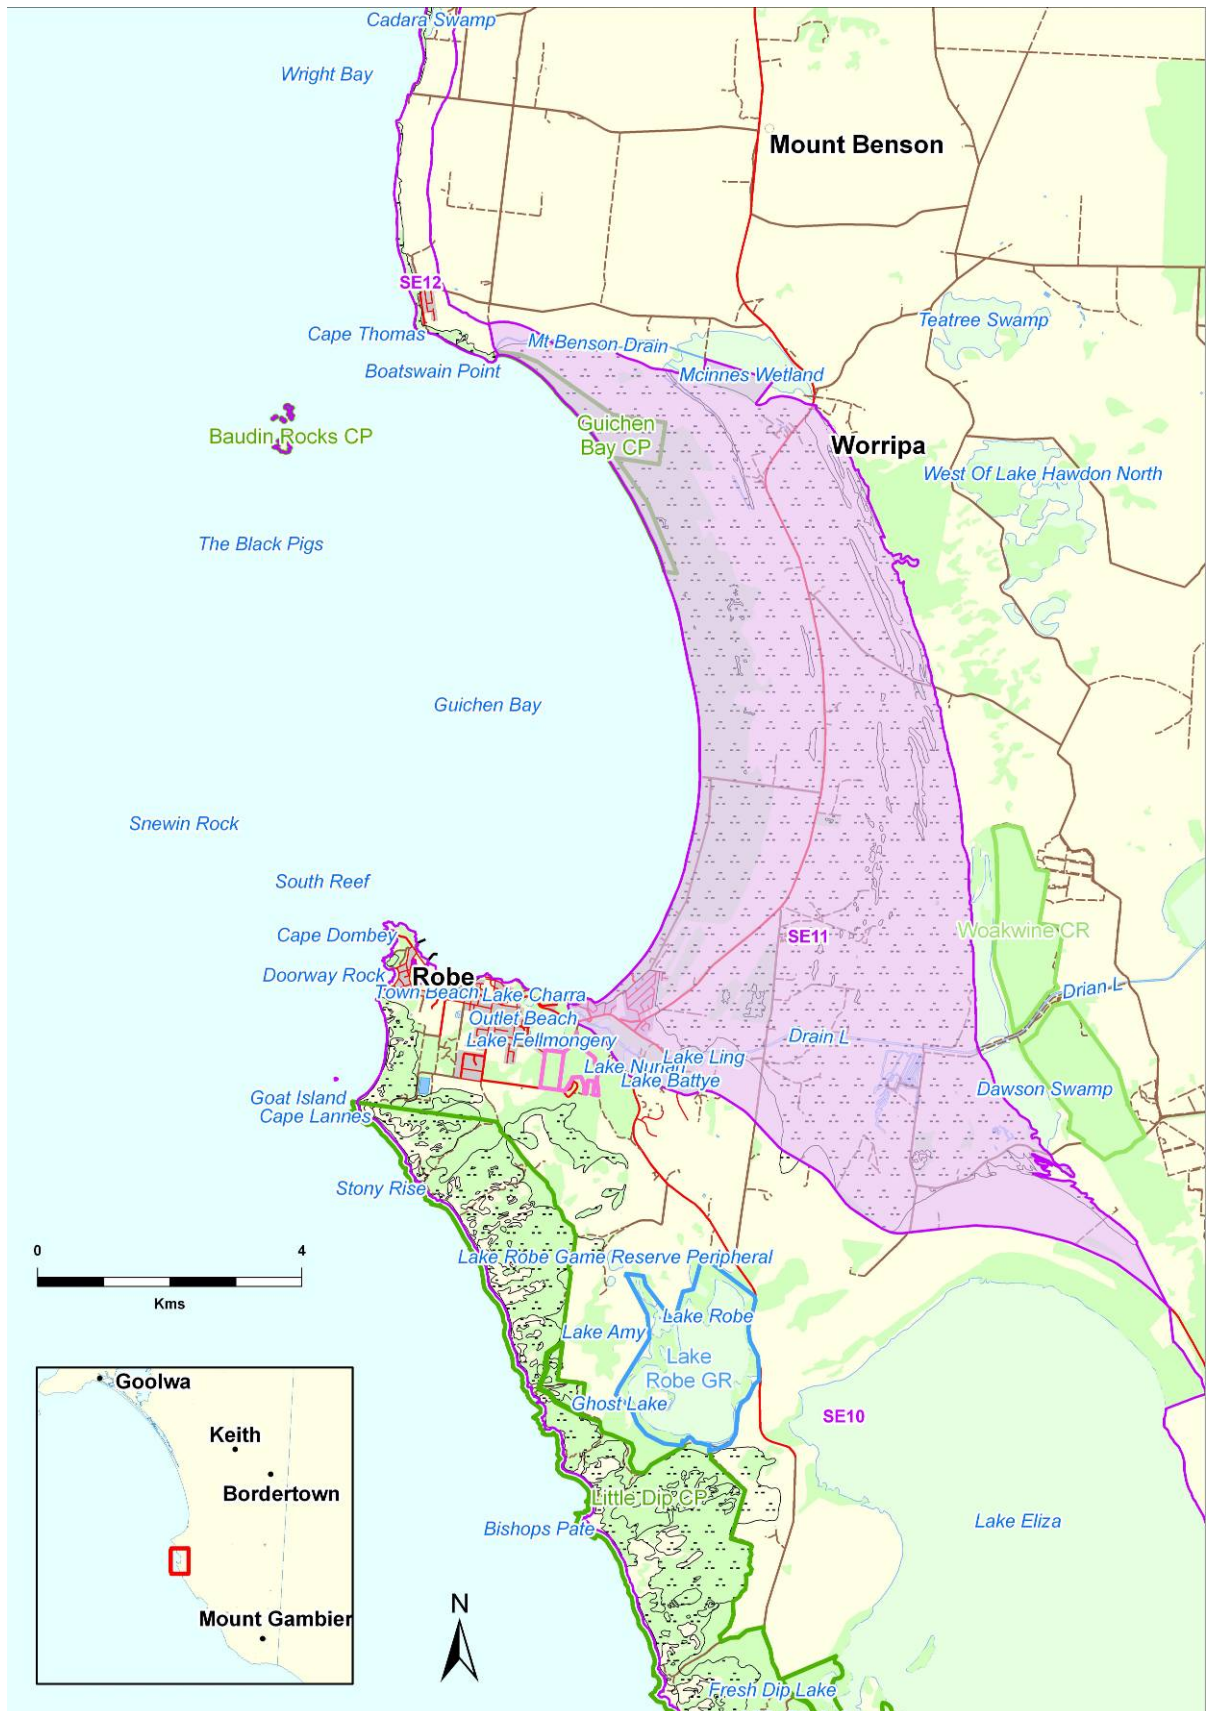 Cadara Swamp
Wright Bay
Mount Benson
SE12
Cape Thomas
Mt Benson Drain
Teatree Swamp
Boatswain Point
Mcinnes Wetland
Baudin Rocks CP
Guichen
Bay CP
Worripa
West Of Lake Hawdon North
The Black Pigs
Guichen Bay
Snewin Rock
South Reef
Cape Dombey
SE11
Woakwine CR
Doorway Rock
Robe
Town Beach
Lake Charra
Drian L
Outlet Beach
Lake Fellmongery
Drain L
Lake Nunan
Lake Ling
Lake Battye
Dawson Swamp
Goat Island
Cape Lannes
Stony Rise
0
4
Kms
Lake Robe Game Reserve Peripheral
Lake Robe
Lake Amy
Lake
Robe GR
Ghost Lake
SE10
Little Dip CP
Bishops Pate
Lake Eliza
Goolwa
Keith
Bordertown
Mount Gambier
N
Fresh Dip Lake